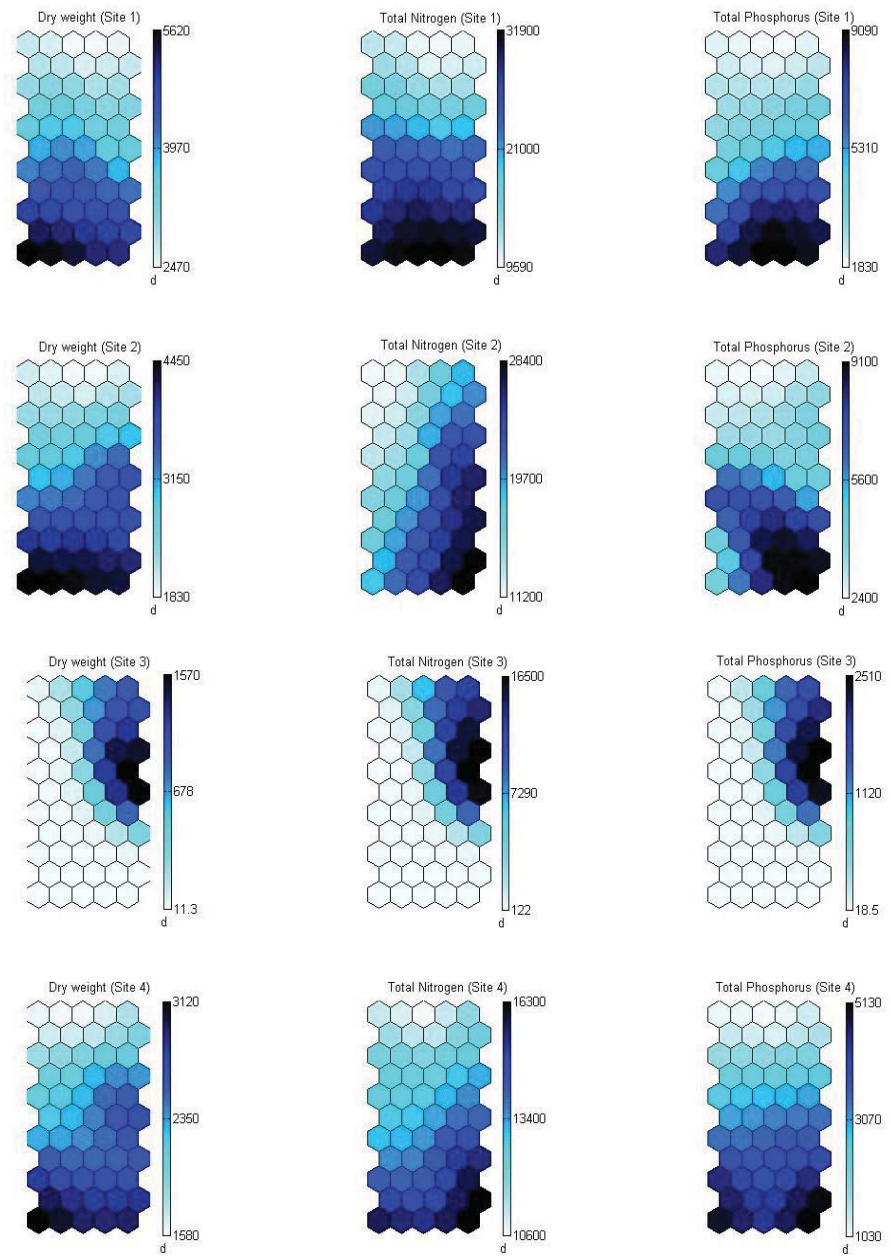 Dry weight (Site 1)
5620
3970
2470
d
Total Nitrogen (Site 1)
31900
21000
9590
d
Total Phosphorus (Site 1)
9090
5310
1830
d
Dry weight (Site 2)
4450
3150
1830
d
Total Nitrogen (Site 2)
28400
19700
11200
d
Total Phosphorus (Site 2)
9100
5600
2400
d
Dry weight (Site 3)
1570
678
11.3
d
Total Nitrogen (Site 3)
16500
7290
122
d
Total Phosphorus (Site 3)
2510
1120
18.5
d
Dry weight (Site 4)
3120
2350
1580
d
Total Nitrogen (Site 4)
16300
13400
10600
d
Total Phosphorus (Site 4)
5130
3070
1030
d